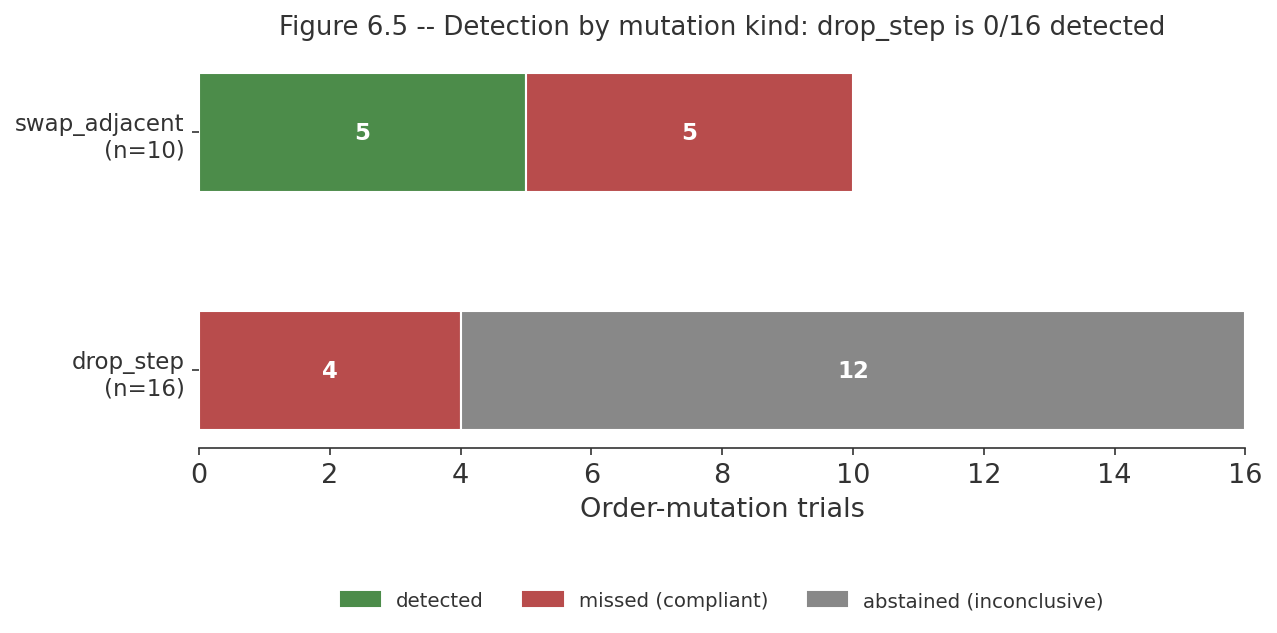 Figure 6.5 -- Detection by mutation kind: drop_step is 0/16 detected
swap_adjacent
(n=10)
5
5
drop_step
(n=16)
4
12
0 2 4 6 8 10 12 14 16
Order-mutation trials
detected missed (compliant) abstained (inconclusive)